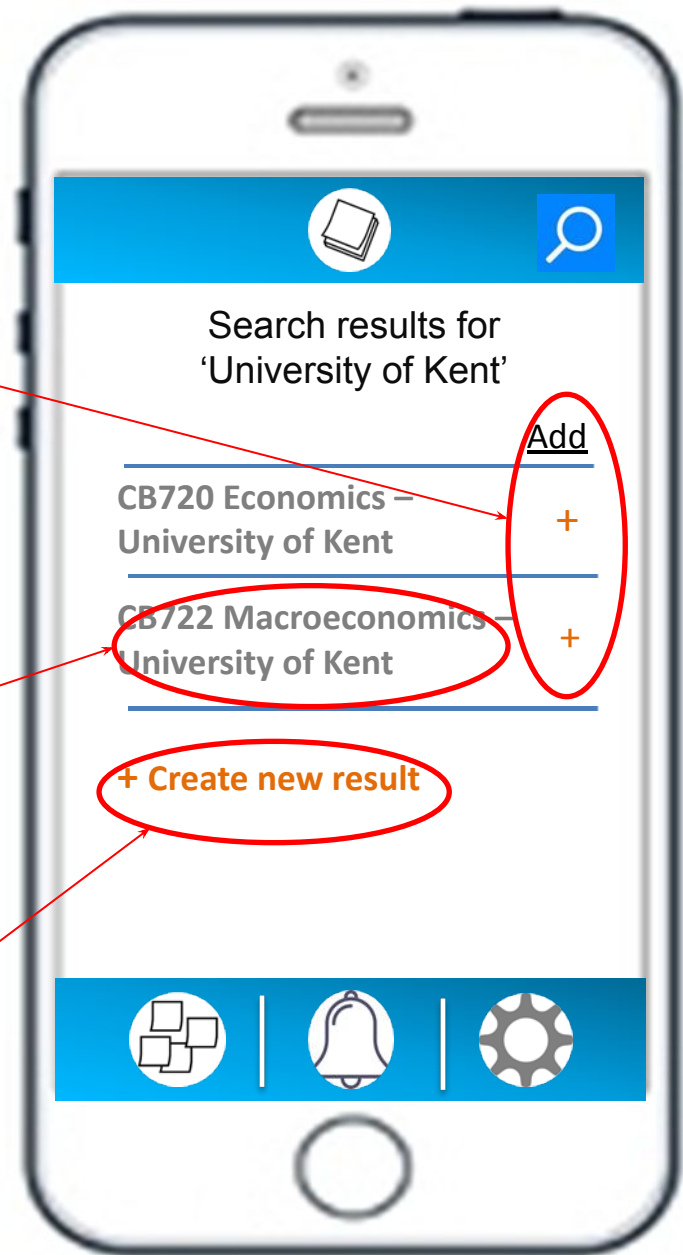 Search results for
‘University of Kent’
Add
CB720 Economics –
University of Kent
+
CB722 Macroeconomics –
University of Kent
+
+ Create new result